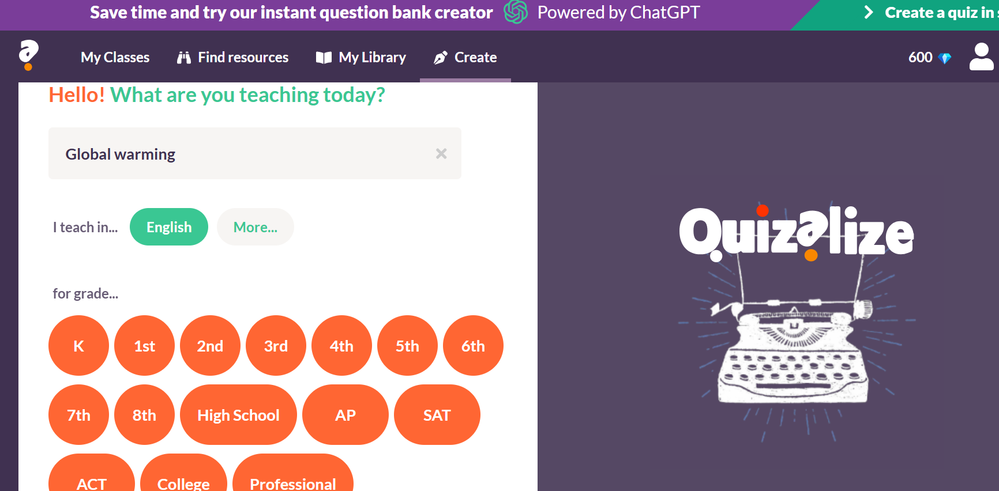 Save time and try our instant question bank creator Powered by ChatGPT
Create a quiz in
My Classes Find resources My Library Create 600
Hello! What are you teaching today?
Global warming
I teach in... English More...
for grade...
K 1st 2nd 3rd 4th 5th 6th
7th 8th High School AP SAT
ACT College Professional
Quizalize